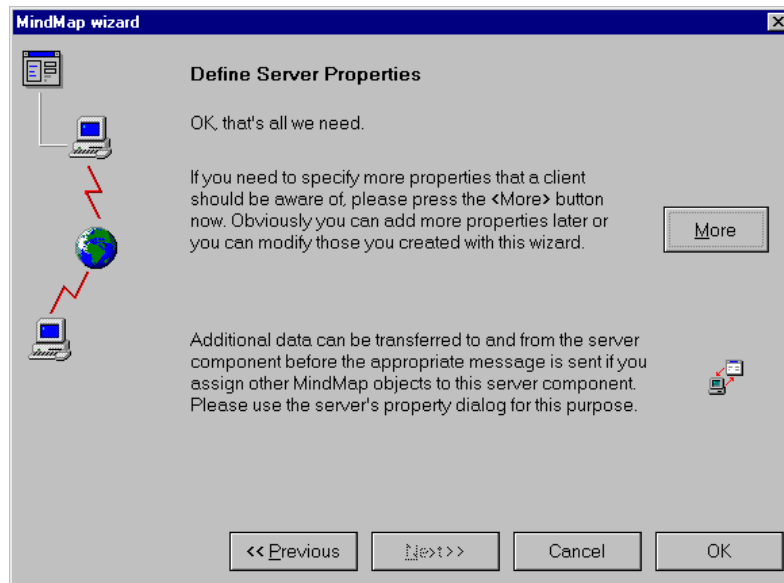 MindMap wizard
Define Server Properties
OK, that's all we need.
If you need to specify more properties that a client
should be aware of, please press the <More> button
now. Obviously you can add more properties later or
you can modify those you created with this wizard.
More
Additional data can be transferred to and from the server
component before the appropriate message is sent if you
assign other MindMap objects to this server component.
Please use the server's property dialog for this purpose.
<< Previous
Next>>
Cancel
OK